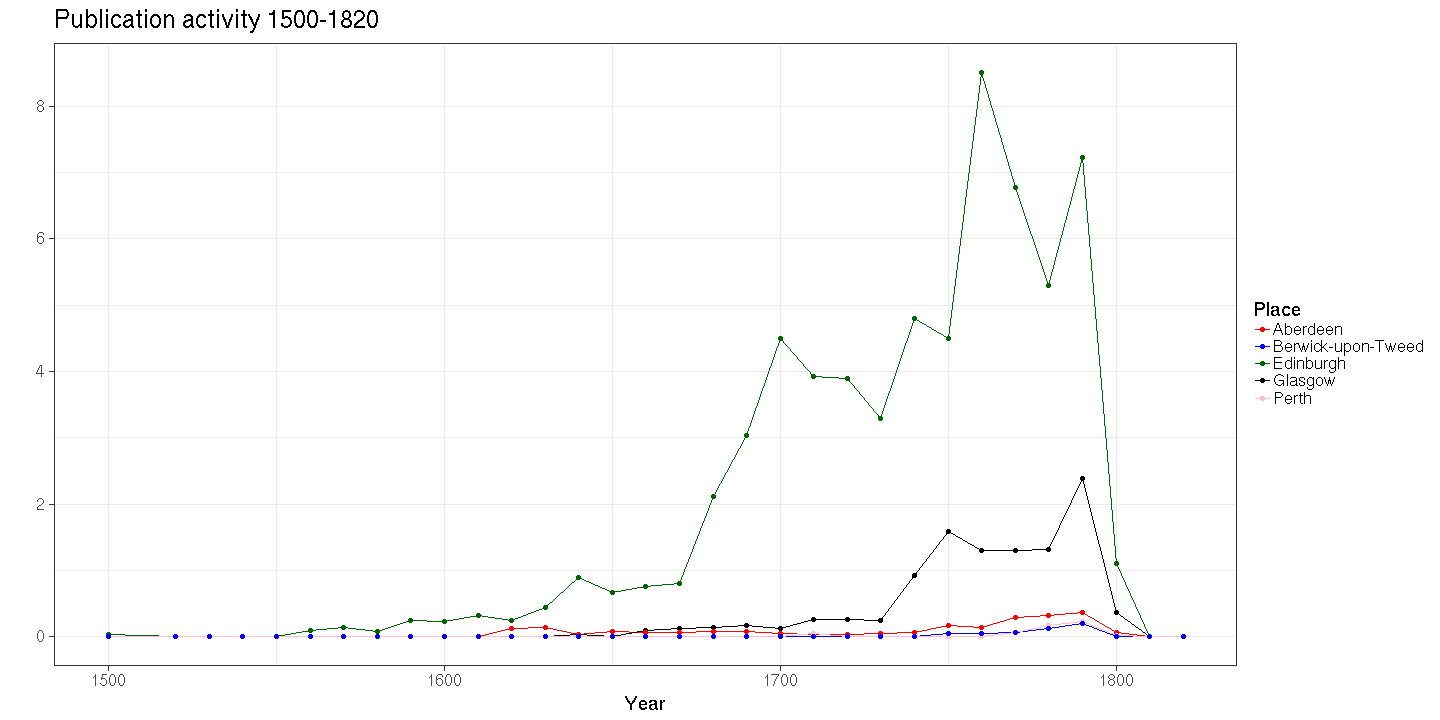 Publication activity 1500-1820
8
6
4
2
0
1500 1600 1700 1800
Year
Place
Aberdeen
Berwick-upon-Tweed
Edinburgh
Glasgow
Perth